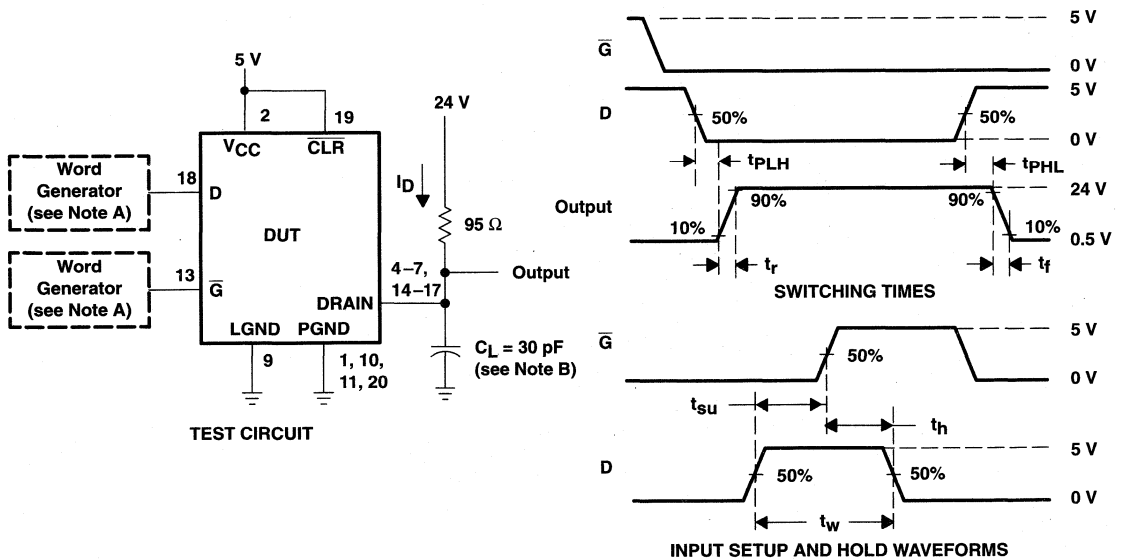 5 V
2
19
VCC
CLR
Word
Generator
(see Note A)
18
D
DUT
Word
Generator
(see Note A)
13
G
LGND
PGND
DRAIN
9
1, 10,
11, 20
24 V
ID
95 Ω
4–7,
14–17
Output
CL = 30 pF
(see Note B)
TEST CIRCUIT
G
5 V
0 V
D
50%
50%
5 V
0 V
tPLH
tPHL
Output
10%
90%
90%
10%
24 V
0.5 V
tr
tf
SWITCHING TIMES
G
50%
5 V
0 V
tsu
th
D
50%
50%
5 V
0 V
tw
INPUT SETUP AND HOLD WAVEFORMS